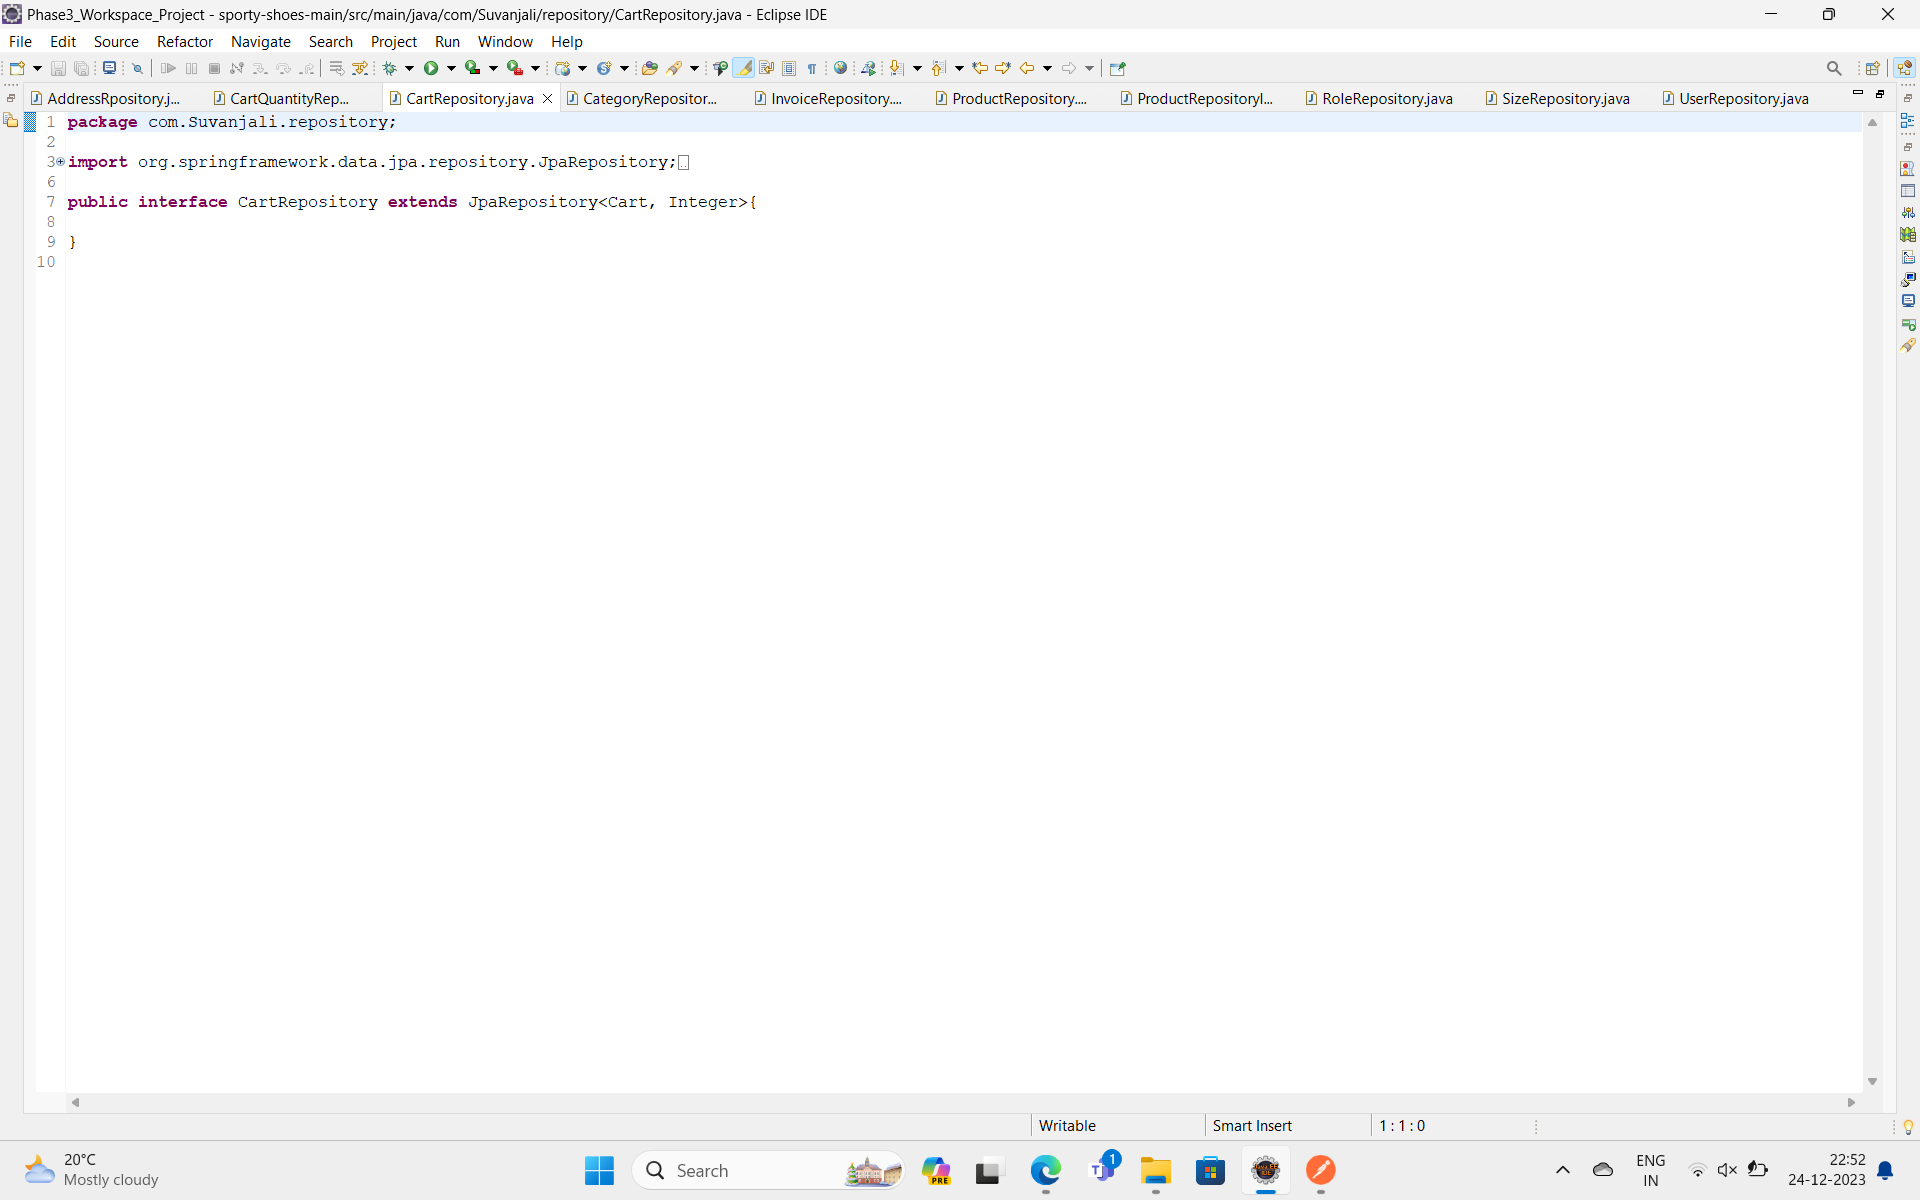 Phase3_Workspace_Project - sporty-shoes-main/src/main/java/com/Suvanjali/repository/CartRepository.java - Eclipse IDE
File Edit Source Refactor Navigate Search Project Run Window Help
AddressRpository.j... CartQuantityRep... CartRepository.java CategoryRepositor... InvoiceRepository.... ProductRepository.... ProductRepositoryI... RoleRepository.java SizeRepository.java UserRepository.java
1 package com.Suvanjali.repository;
2
3 import org.springframework.data.jpa.repository.JpaRepository;
6
7 public interface CartRepository extends JpaRepository<Cart, Integer>{
8
9 }
10
Writable Smart Insert 1 : 1 : 0
20°C
Mostly cloudy
Search
PRE
1
ENG
IN
22:52
24-12-2023